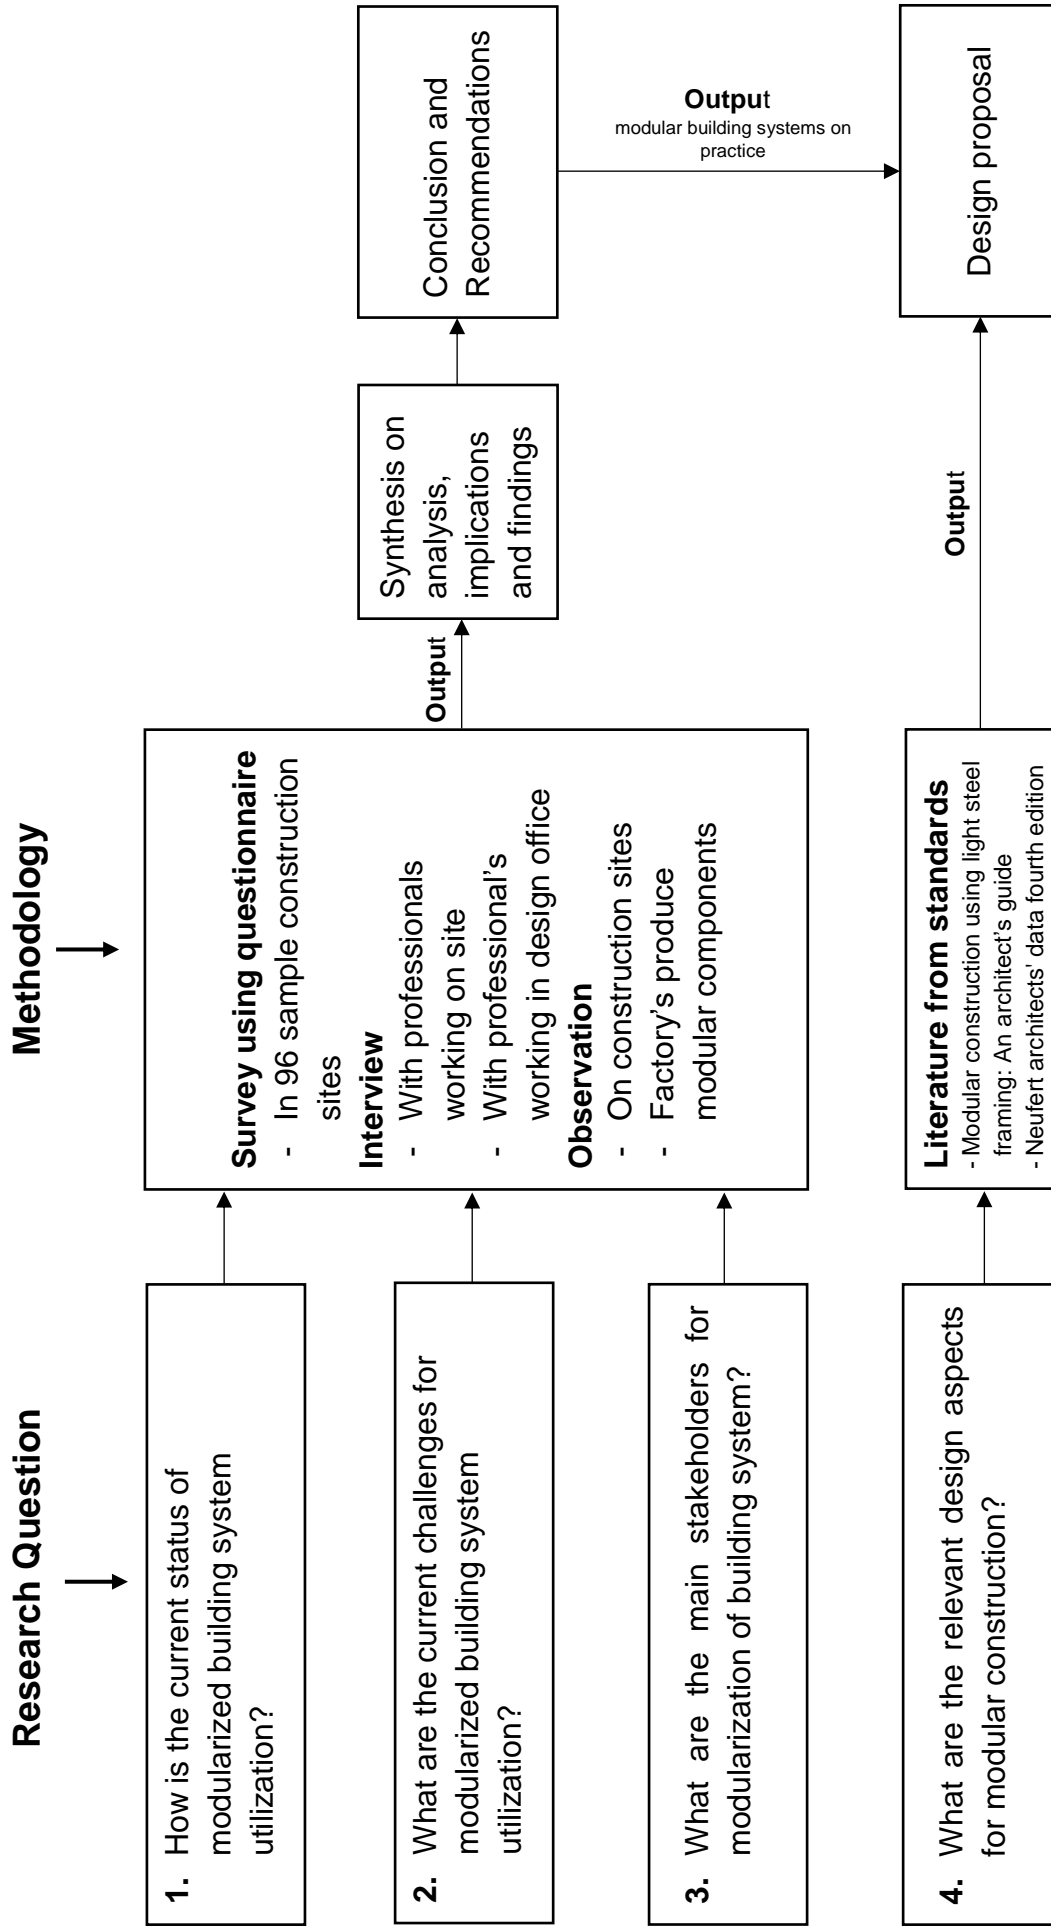 Research Question
Methodology
1. How is the current status of
modularized building system
utilization?
2. What are the current challenges for
modularized building system
utilization?
3. What are the main stakeholders for
modularization of building system?
4. What are the relevant design aspects
for modular construction?
Survey using questionnaire
- In 96 sample construction
sites
Interview
- With professionals
working on site
- With professional's
working in design office
Observation
- On construction sites
- Factory's produce
modular components
Literature from standards
- Modular construction using light steel
framing: An architect's guide
- Neufert architects' data fourth edition
Output
Synthesis on
analysis,
implications
and findings
Conclusion and
Recommendations
Output
modular building systems on
practice
Output
Design proposal